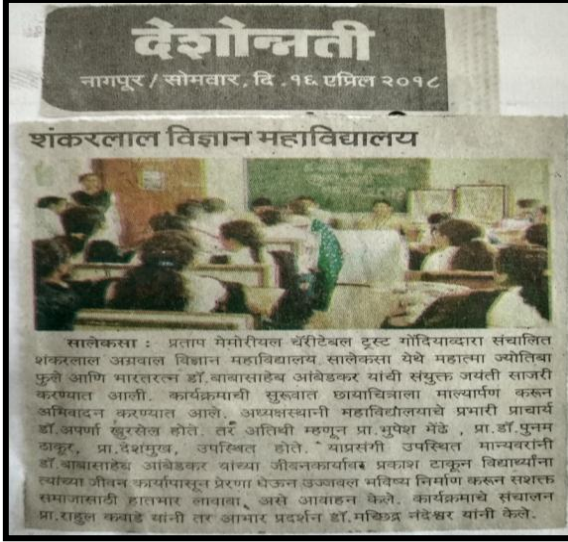 देशोन्नती
नागपूर / सोमवार, दि .१६ एप्रिल २०१८
शंकरलाल विज्ञान महाविद्यालय
सालेकसा : प्रताप मेमोरीयल चॅरीटेबल ट्रस्ट गोंदियाव्दारा संचालित
शंकरलाल अग्रवाल विज्ञान महाविद्यालय सालेकसा येथे महात्मा ज्योतिबा
फुले आणि भारतरत्न डॉ.बाबासाहेब आंबेडकर यांची संयुक्त जयंती साजरी
करण्यात आली. कार्यक्रमाची सुरूवात छायाचित्राला माल्यार्पण करून
अभिवादन करण्यात आले. अध्यक्षस्थानी महाविद्यालयाचे प्रभारी प्राचार्य
डॉ.अपर्णा खुरसेल होते. तर अतिथी म्हणून प्रा.भुपेश मेंढे , प्रा.डॉ.पुनम
ठाकूर, प्रा.देशमुख, उपस्थित होते. याप्रसंगी उपस्थित मान्यवरांनी
डॉ.बाबासाहेब आंबेडकर यांच्या जीवनकार्यावर प्रकाश टाकून विद्यार्थ्यांना
त्यांच्या जीवन कार्यापासून प्रेरणा घेऊन उज्जवल भविष्य निर्माण करून सशक्त
समाजासाठी हातभार लावावा, असे आवाहन केले. कार्यक्रमाचे संचालन
प्रा.राहुल कबाडे यांनी तर आभार प्रदर्शन डॉ.मच्छिद्र नंदेश्वर यांनी केले.